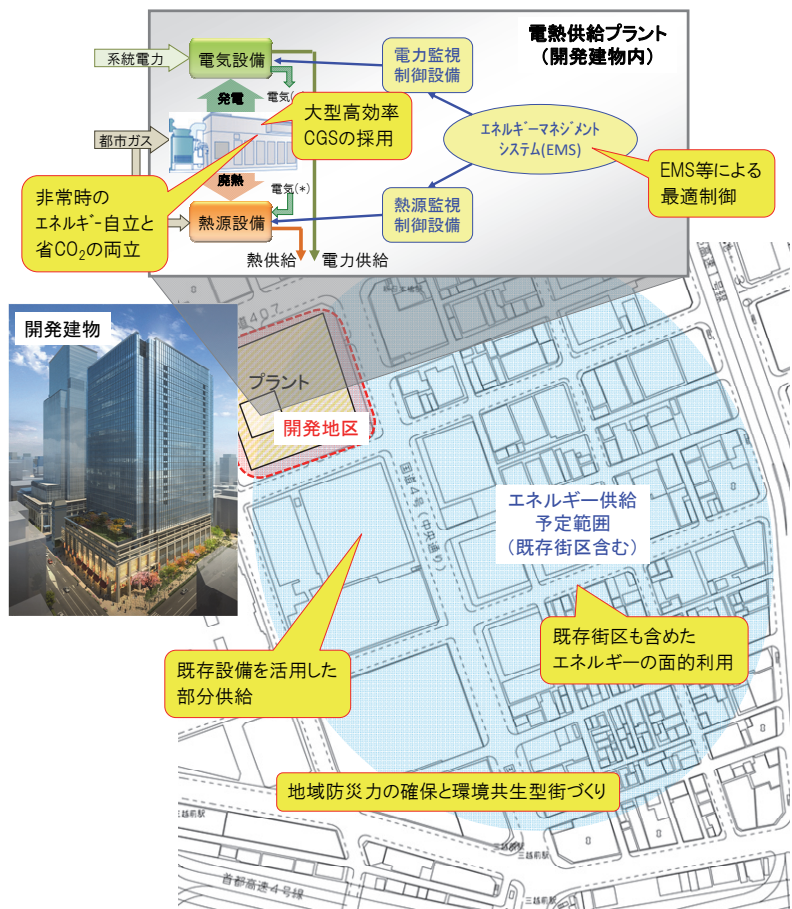 電熱供給プラント
(開発建物内)
系統電力
電気設備
電力監視
制御設備
発電
電気(
大型高効率
CGSの採用
エネルギーマネジメント
システム(EMS)
都市ガス
EMS等による
最適制御
廃熱
電気(*)
非常時の
エネルギー自立と
省CO₂の両立
熱源設備
熱源監視
制御設備
熱供給
電力供給
開発建物
407
プラント
開発地区
国道4号(中央通り)
高速1号線
エネルギー供給
予定範囲
(既存街区含む)
既存街区も含めた
エネルギーの面的利用
既存設備を活用した
部分供給
地域防災力の確保と環境共生型街づくり
三越前駅
三越前駅
三越前駅
首都高速4号線